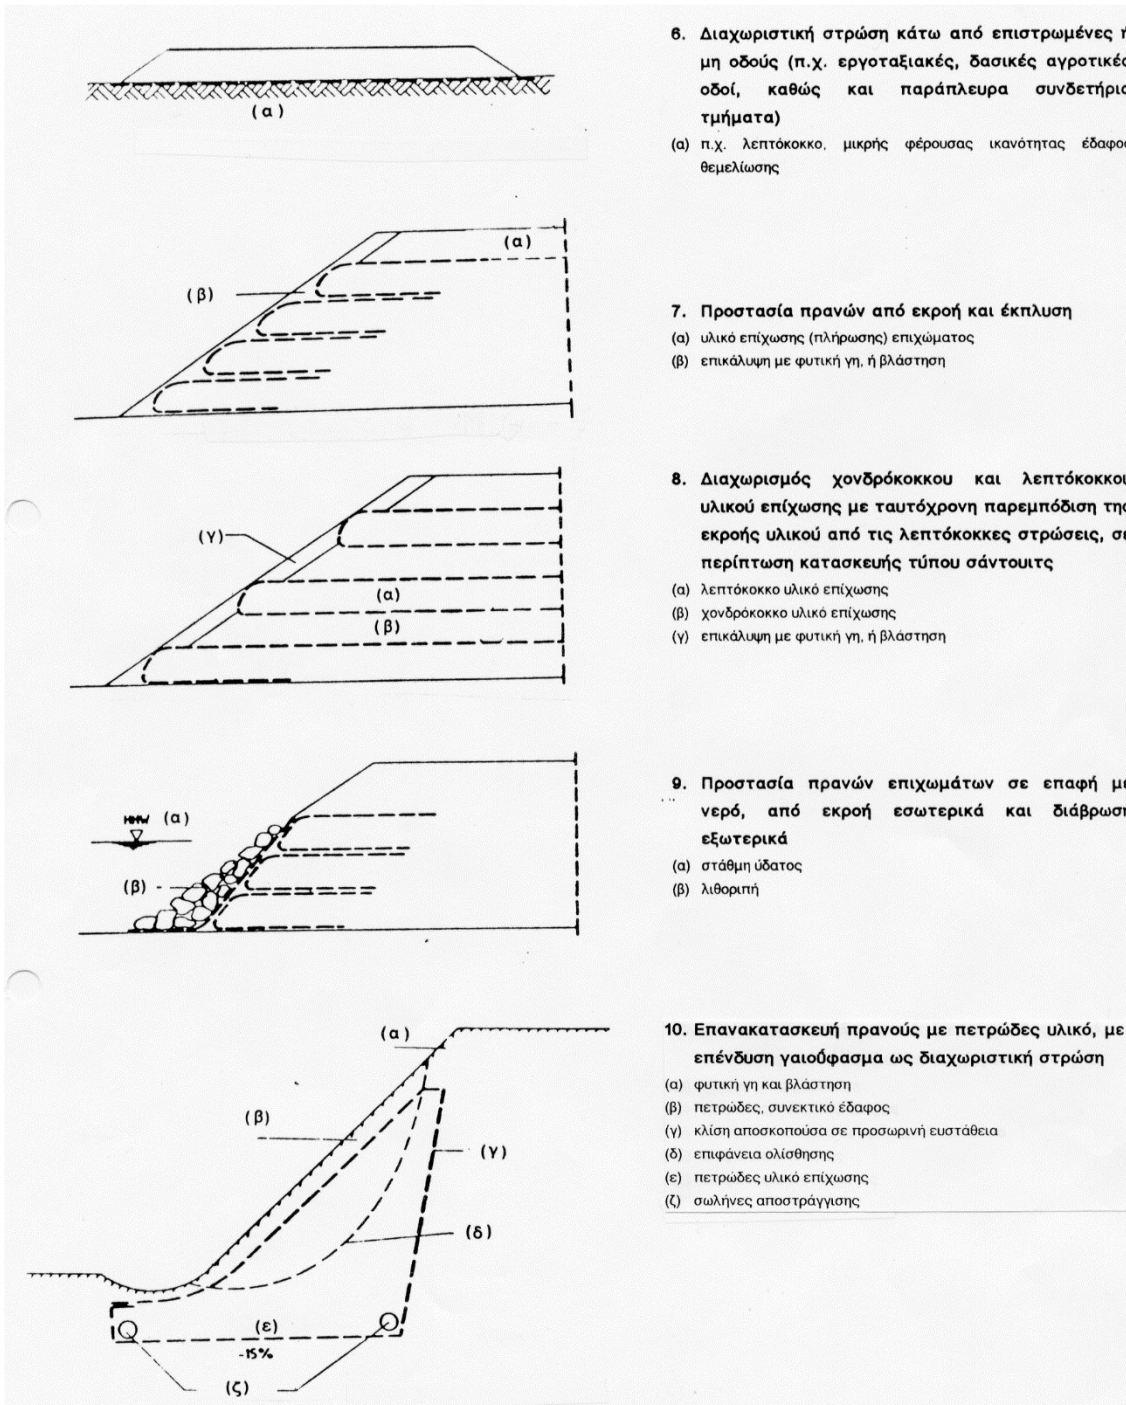 (α)
6. Διαχωριστική στρώση κάτω από επιστρωμένες ή
μη οδούς (π.χ. εργοταξιακές, δασικές αγροτικές
οδοί, καθώς και παράπλευρα συνδετήρια
τμήματα)
(α) π.χ. λεπτόκοκκο, μικρής φέρουσας ικανότητας έδαφος
θεμελίωσης
(α)
(β)
7. Προστασία πρανών από εκροή και έκπλυση
(α) υλικό επίχωσης (πλήρωσης) επιχώματος
(β) επικάλυψη με φυτική γη, ή βλάστηση
(γ)
(α)
(β)
8. Διαχωρισμός χονδρόκοκκου και λεπτόκοκκου
υλικού επίχωσης με ταυτόχρονη παρεμπόδιση της
εκροής υλικού από τις λεπτόκοκκες στρώσεις, σε
περίπτωση κατασκευής τύπου σάντουιτς
(α) λεπτόκοκκο υλικό επίχωσης
(β) χονδρόκοκκο υλικό επίχωσης
(γ) επικάλυψη με φυτική γη, ή βλάστηση
HHW (α)
(β)
9. Προστασία πρανών επιχωμάτων σε επαφή με
νερό, από εκροή εσωτερικά και διάβρωση
εξωτερικά
(α) στάθμη ύδατος
(β) λιθοριπή
(α)
(β)
(γ)
(δ)
(ε)
-15%
(ζ)
10. Επανακατασκευή πρανούς με πετρώδες υλικό, με
επένδυση γαιοΰφασμα ως διαχωριστική στρώση
(α) φυτική γη και βλάστηση
(β) πετρώδες, συνεκτικό έδαφος
(γ) κλίση αποσκοπούσα σε προσωρινή ευστάθεια
(δ) επιφάνεια ολίσθησης
(ε) πετρώδες υλικό επίχωσης
(ζ) σωλήνες αποστράγγισης